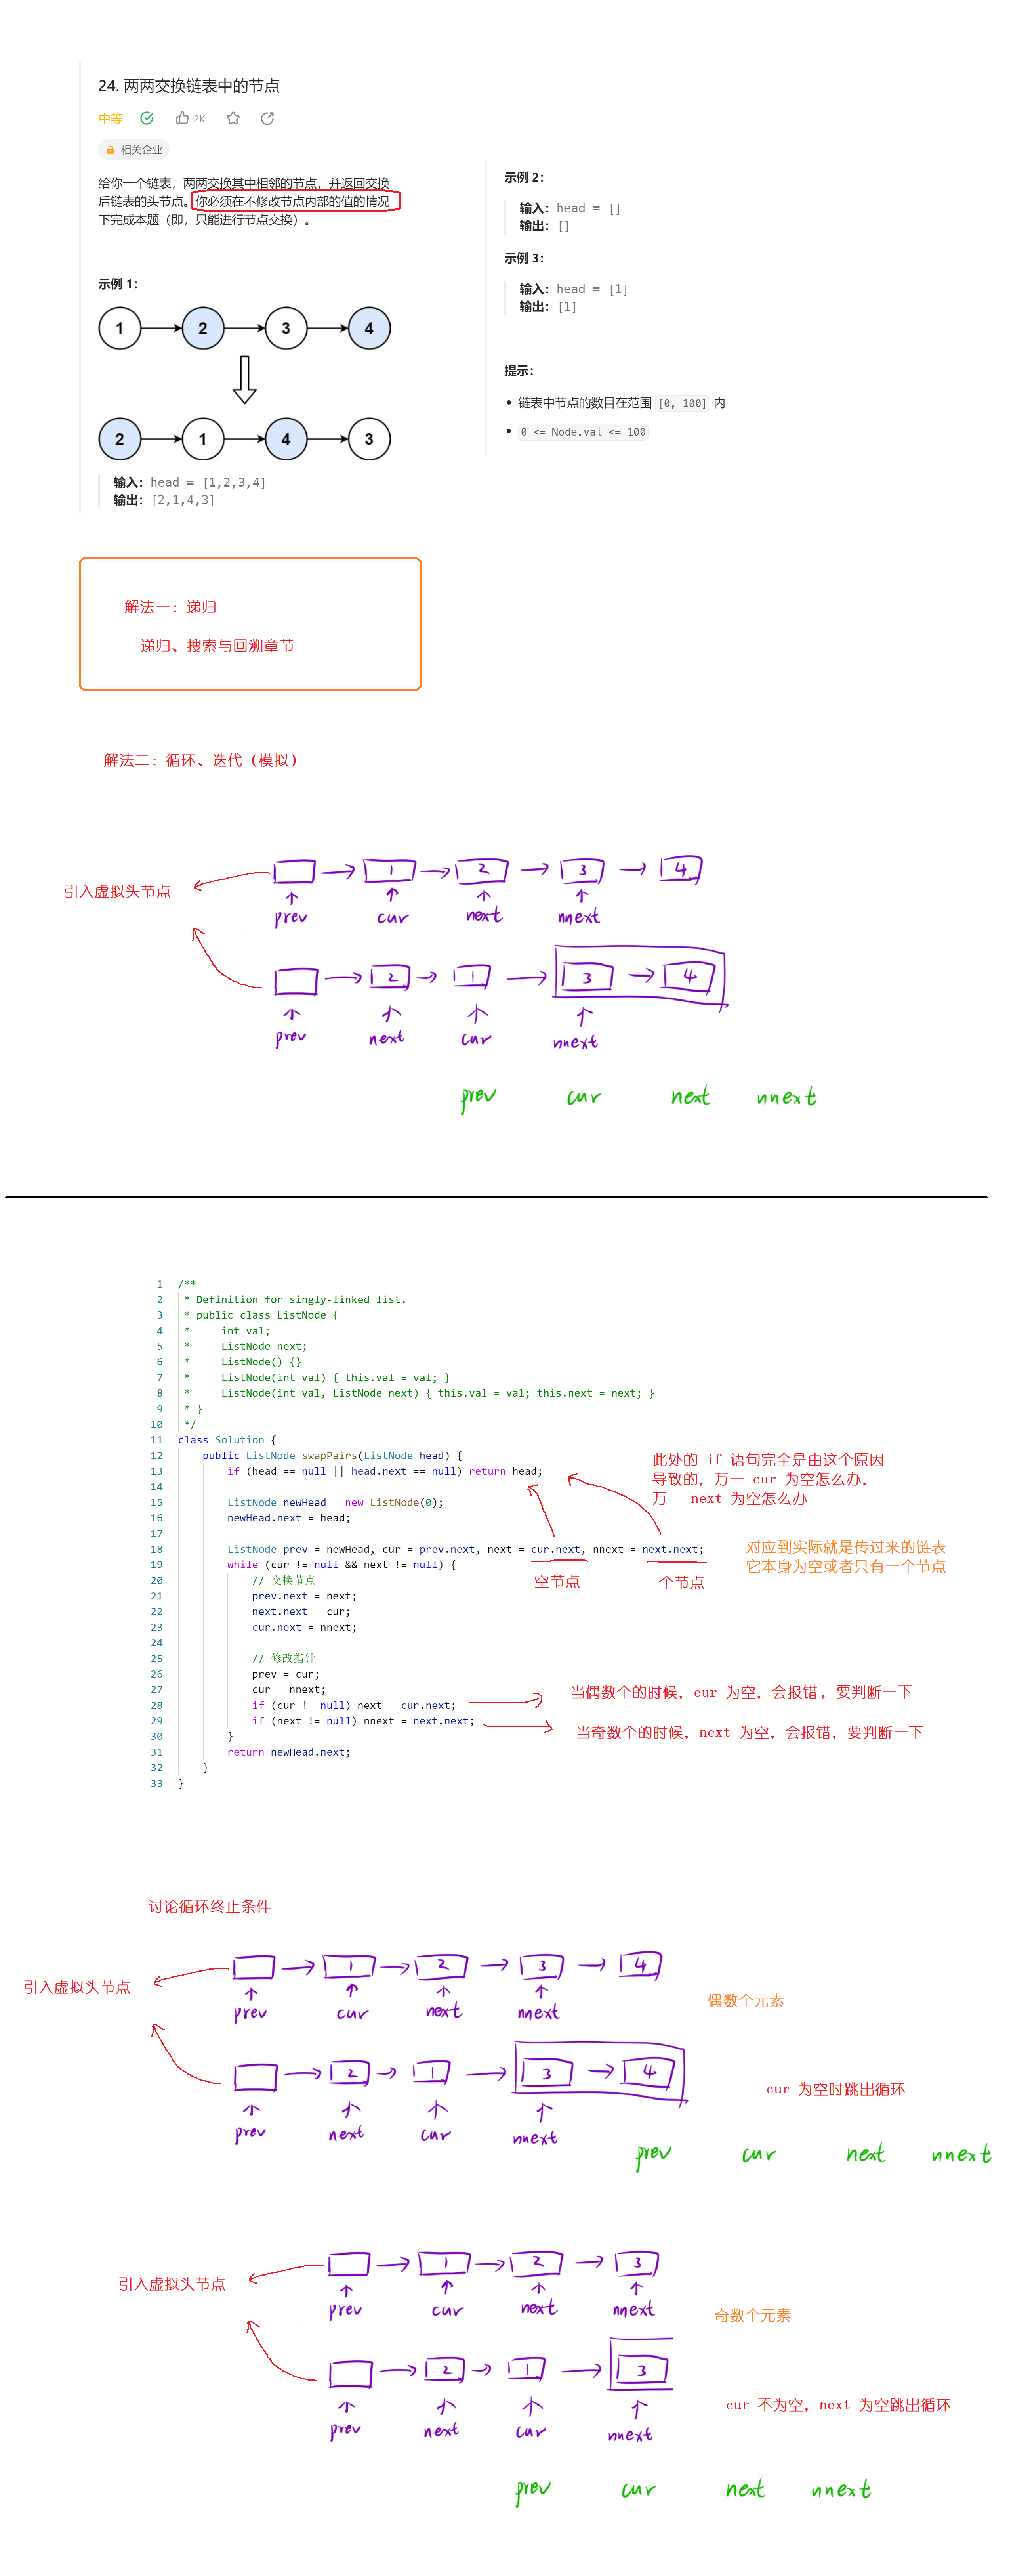 24. 两两交换链表中的节点
中等 2K
相关企业
给你一个链表，两两交换其中相邻的节点，并返回交换
后链表的头节点。你必须在不修改节点内部的值的情况
下完成本题（即，只能进行节点交换）。
示例 1：
1 2 3 4
2 1 4 3
输入：head = [1,2,3,4]
输出：[2,1,4,3]
示例 2：
输入：head = []
输出：[]
示例 3：
输入：head = [1]
输出：[1]
提示：
• 链表中节点的数目在范围 [0, 100] 内
• 0 <= Node.val <= 100
解法一：递归
递归、搜索与回溯章节
解法二：循环、迭代（模拟）
引入虚拟头节点
1 2 3 4
prev cur next nnext
2 1 3 4
prev next cur nnext
prev cur next nnext
1 /**
2 * Definition for singly-linked list.
3 * public class ListNode {
4 *     int val;
5 *     ListNode next;
6 *     ListNode() {}
7 *     ListNode(int val) { this.val = val; }
8 *     ListNode(int val, ListNode next) { this.val = val; this.next = next; }
9 * }
10 */
11 class Solution {
12     public ListNode swapPairs(ListNode head) {
13         if (head == null || head.next == null) return head;
14
15         ListNode newHead = new ListNode(0);
16         newHead.next = head;
17
18         ListNode prev = newHead, cur = prev.next, next = cur.next, nnext = next.next;
19         while (cur != null && next != null) {
20             // 交换节点
21             prev.next = next;
22             next.next = cur;
23             cur.next = nnext;
24
25             // 修改指针
26             prev = cur;
27             cur = nnext;
28             if (cur != null) next = cur.next;
29             if (next != null) nnext = next.next;
30         }
31         return newHead.next;
32     }
33 }
此处的 if 语句完全是由这个原因
导致的，万一 cur 为空怎么办，
万一 next 为空怎么办
对应到实际就是传过来的链表
它本身为空或者只有一个节点
空节点
一个节点
当偶数个的时候，cur 为空，会报错，要判断一下
当奇数个的时候，next 为空，会报错，要判断一下
讨论循环终止条件
引入虚拟头节点
1 2 3 4
prev cur next nnext
偶数个元素
2 1 3 4
prev next cur nnext
cur 为空时跳出循环
prev cur next nnext
引入虚拟头节点
1 2 3
prev cur next nnext
奇数个元素
2 1 3
prev next cur nnext
cur 不为空，next 为空跳出循环
prev cur next nnext